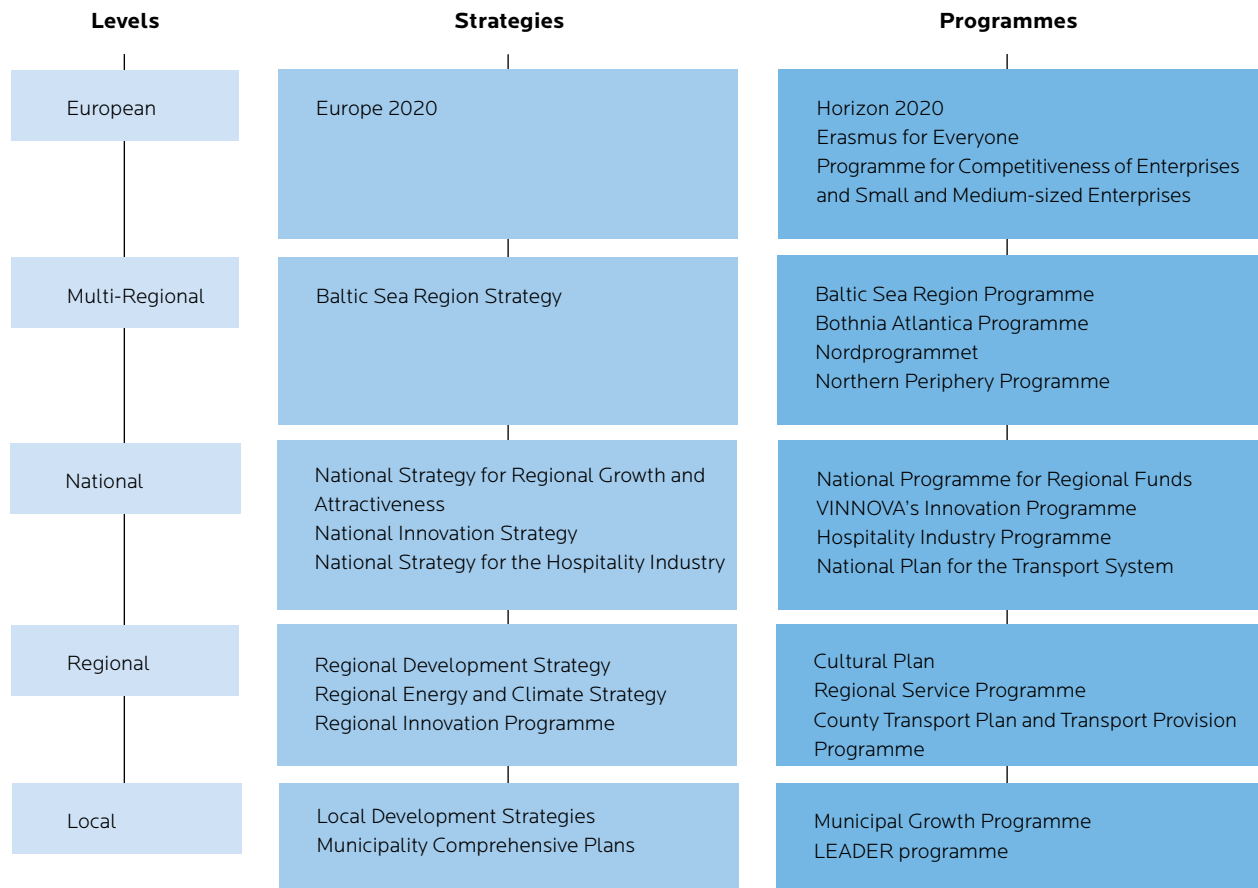 Levels
Strategies
Programmes
European
Europe 2020
Horizon 2020
Erasmus for Everyone
Programme for Competitiveness of Enterprises
and Small and Medium-sized Enterprises
Multi-Regional
Baltic Sea Region Strategy
Baltic Sea Region Programme
Bothnia Atlantica Programme
Nordprogrammet
Northern Periphery Programme
National
National Strategy for Regional Growth and
Attractiveness
National Innovation Strategy
National Strategy for the Hospitality Industry
National Programme for Regional Funds
VINNOVA's Innovation Programme
Hospitality Industry Programme
National Plan for the Transport System
Regional
Regional Development Strategy
Regional Energy and Climate Strategy
Regional Innovation Programme
Cultural Plan
Regional Service Programme
County Transport Plan and Transport Provision
Programme
Local
Local Development Strategies
Municipality Comprehensive Plans
Municipal Growth Programme
LEADER programme